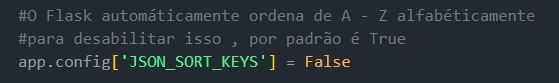 #O Flask automáticamente ordena de A - Z alfabéticamente
#para desabilitar isso , por padrão é True
app.config['JSON_SORT_KEYS'] = False